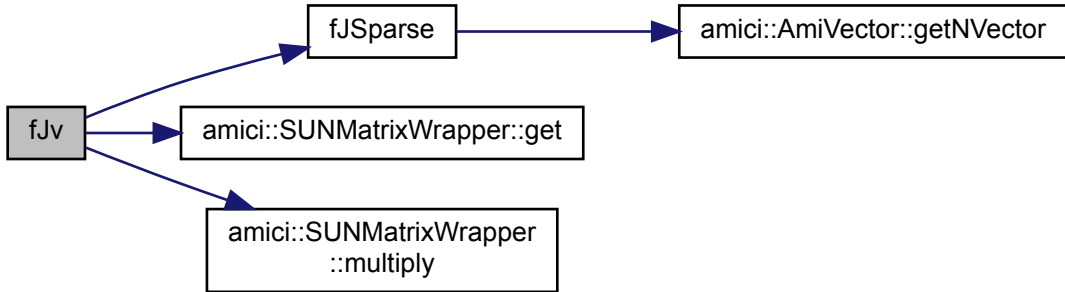 fJSparse
amici::AmiVector::getNVector
fJv
amici::SUNMatrixWrapper::get
amici::SUNMatrixWrapper
::multiply